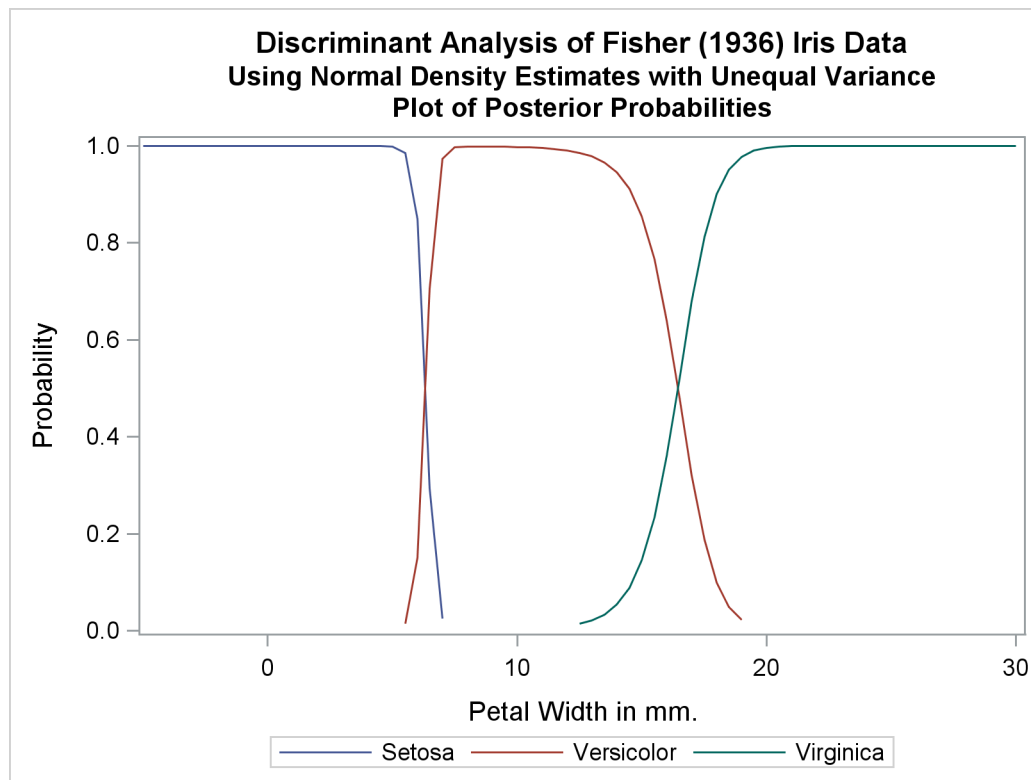 Discriminant Analysis of Fisher (1936) Iris Data
Using Normal Density Estimates with Unequal Variance
Plot of Posterior Probabilities
1.0
0.8
0.6
0.4
0.2
0.0
Probability
0 10 20 30
Petal Width in mm.
Setosa Versicolor Virginica